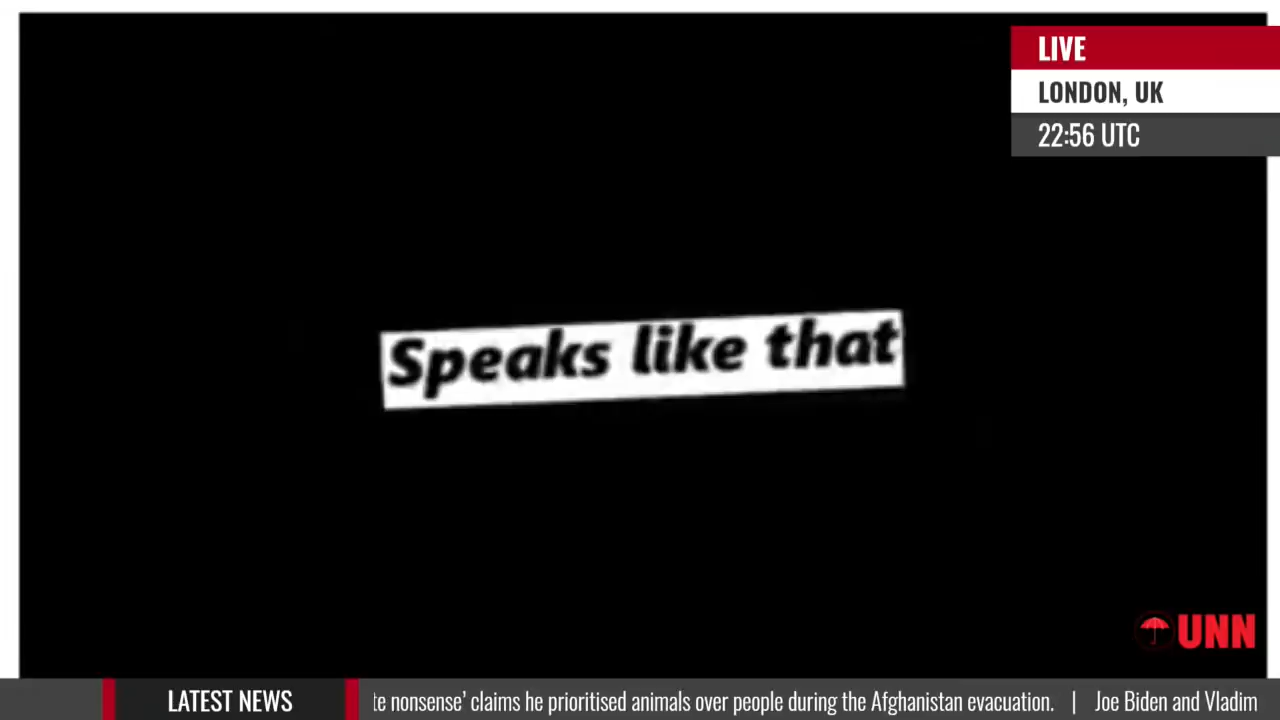 LIVE
LONDON, UK
22:56 UTC
Speaks like that
UNN
LATEST NEWS
te nonsense’ claims he prioritised animals over people during the Afghanistan evacuation. | Joe Biden and Vladim